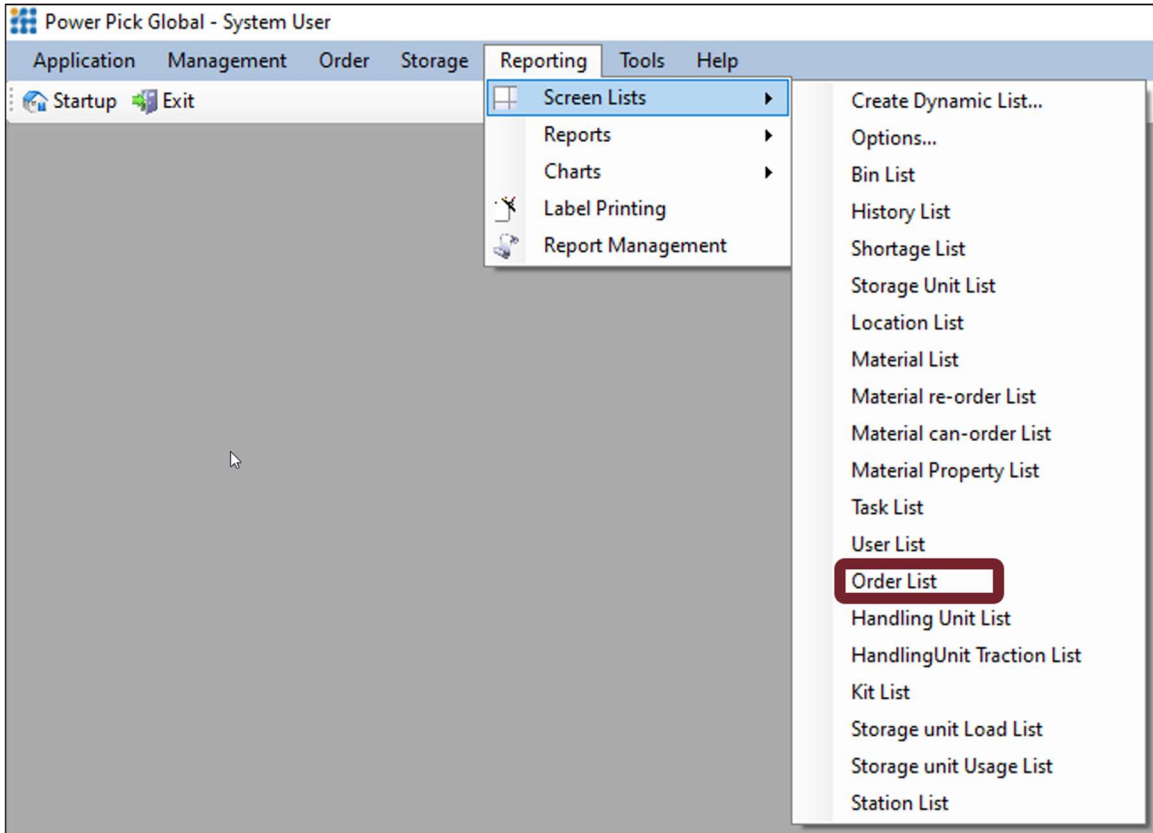 Power Pick Global - System User
Application Management Order Storage Reporting Tools Help
Startup Exit
Screen Lists
Reports
Charts
Label Printing
Report Management
Create Dynamic List...
Options...
Bin List
History List
Shortage List
Storage Unit List
Location List
Material List
Material re-order List
Material can-order List
Material Property List
Task List
User List
Order List
Handling Unit List
HandlingUnit Traction List
Kit List
Storage unit Load List
Storage unit Usage List
Station List